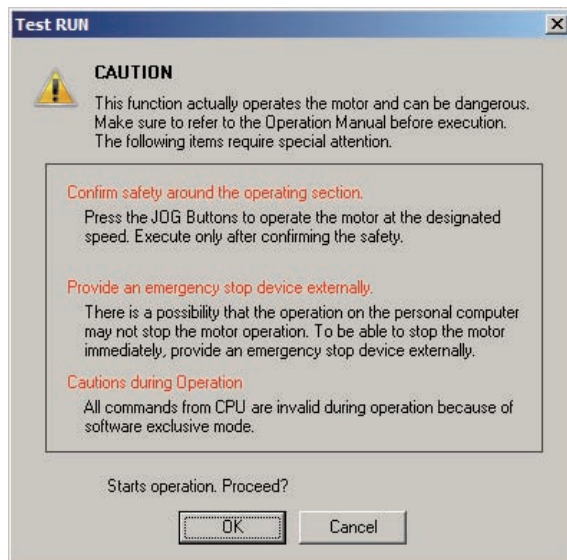 Test RUN
CAUTION
This function actually operates the motor and can be dangerous.
Make sure to refer to the Operation Manual before execution.
The following items require special attention.
Confirm safety around the operating section.
Press the JOG Buttons to operate the motor at the designated
speed. Execute only after confirming the safety.
Provide an emergency stop device externally.
There is a possibility that the operation on the personal computer
may not stop the motor operation. To be able to stop the motor
immediately, provide an emergency stop device externally.
Cautions during Operation
All commands from CPU are invalid during operation because of
software exclusive mode.
Starts operation. Proceed?
OK Cancel